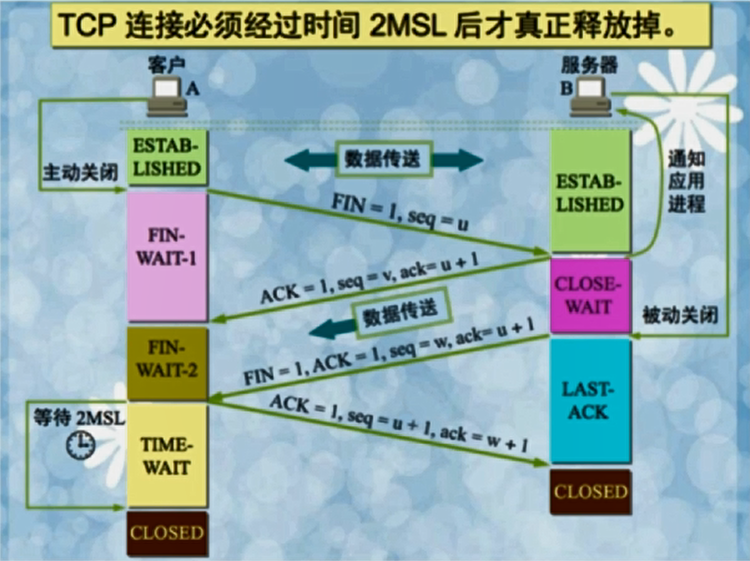 TCP 连接必须经过时间 2MSL 后才真正释放掉。
客户
A
服务器
B
ESTAB-
LISHED
数据传送
ESTAB-
LISHED
通知
应用
进程
主动关闭
FIN = 1, seq = u
FIN-
WAIT-1
ACK = 1, seq = v, ack= u + 1
CLOSE-
WAIT
数据传送
被动关闭
FIN-
WAIT-2
FIN = 1, ACK = 1, seq = w, ack= u + 1
LAST-
ACK
ACK = 1, seq = u + 1, ack = w + 1
等待 2MSL
TIME-
WAIT
CLOSED
CLOSED